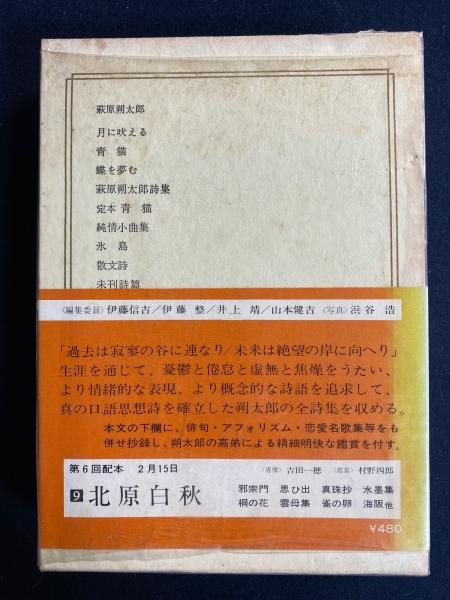 萩原朔太郎
月に吠える
青　猫
蝶を夢む
萩原朔太郎詩集
定本 青　猫
純情小曲集
氷　島
散文詩
未刊詩篇
〈編集委員〉伊藤信吉／伊藤　整／井上　靖／山本健吉〈写真〉浜谷　浩
「過去は寂寥の谷に連なり／未来は絶望の岸に向へり」
生涯を通じて、憂鬱と倦怠と虚無と焦燥をうたい、
より情緒的な表現、より概念的な詩語を追求して、
真の口語思想詩を確立した朔太郎の全詩集を収める。
本文の下欄に、俳句・アフォリズム・恋愛名歌集等をも
併せ抄録し、朔太郎の高弟による精細明快な鑑賞を付す。
第6回配本　2月15日
〈肖像〉吉田一穂　〈鑑賞〉村野四郎
9 北原白秋
邪宗門　思ひ出　真珠抄　水墨集
桐の花　雲母集　雀の卵　海阪他
￥480